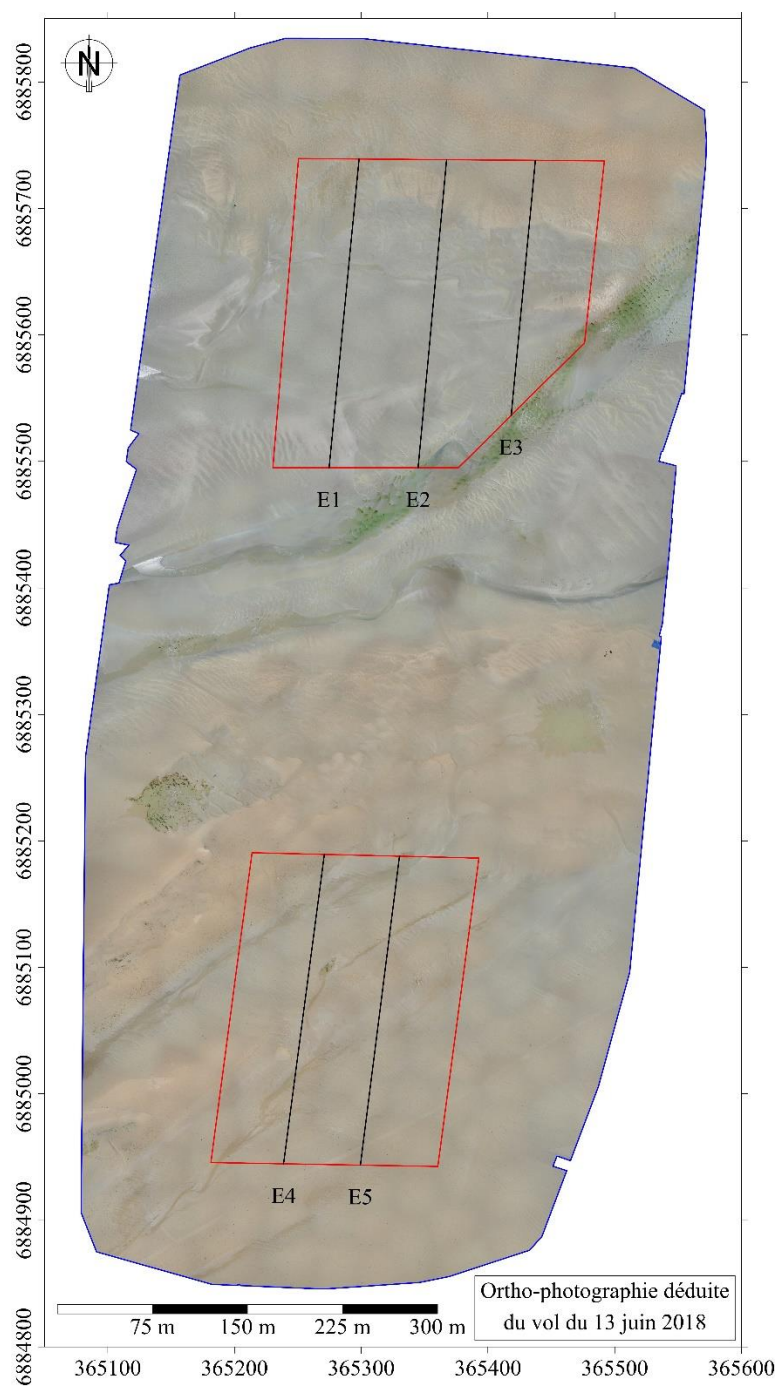 N
6885800
6885700
6885600
6885500
E3
E1 E2
6885400
6885300
6885200
6885100
6885000
6884900
E4 E5
75 m 150 m 225 m 300 m
Ortho-photographie déduite
du vol du 13 juin 2018
6884800
365100 365200 365300 365400 365500 365600